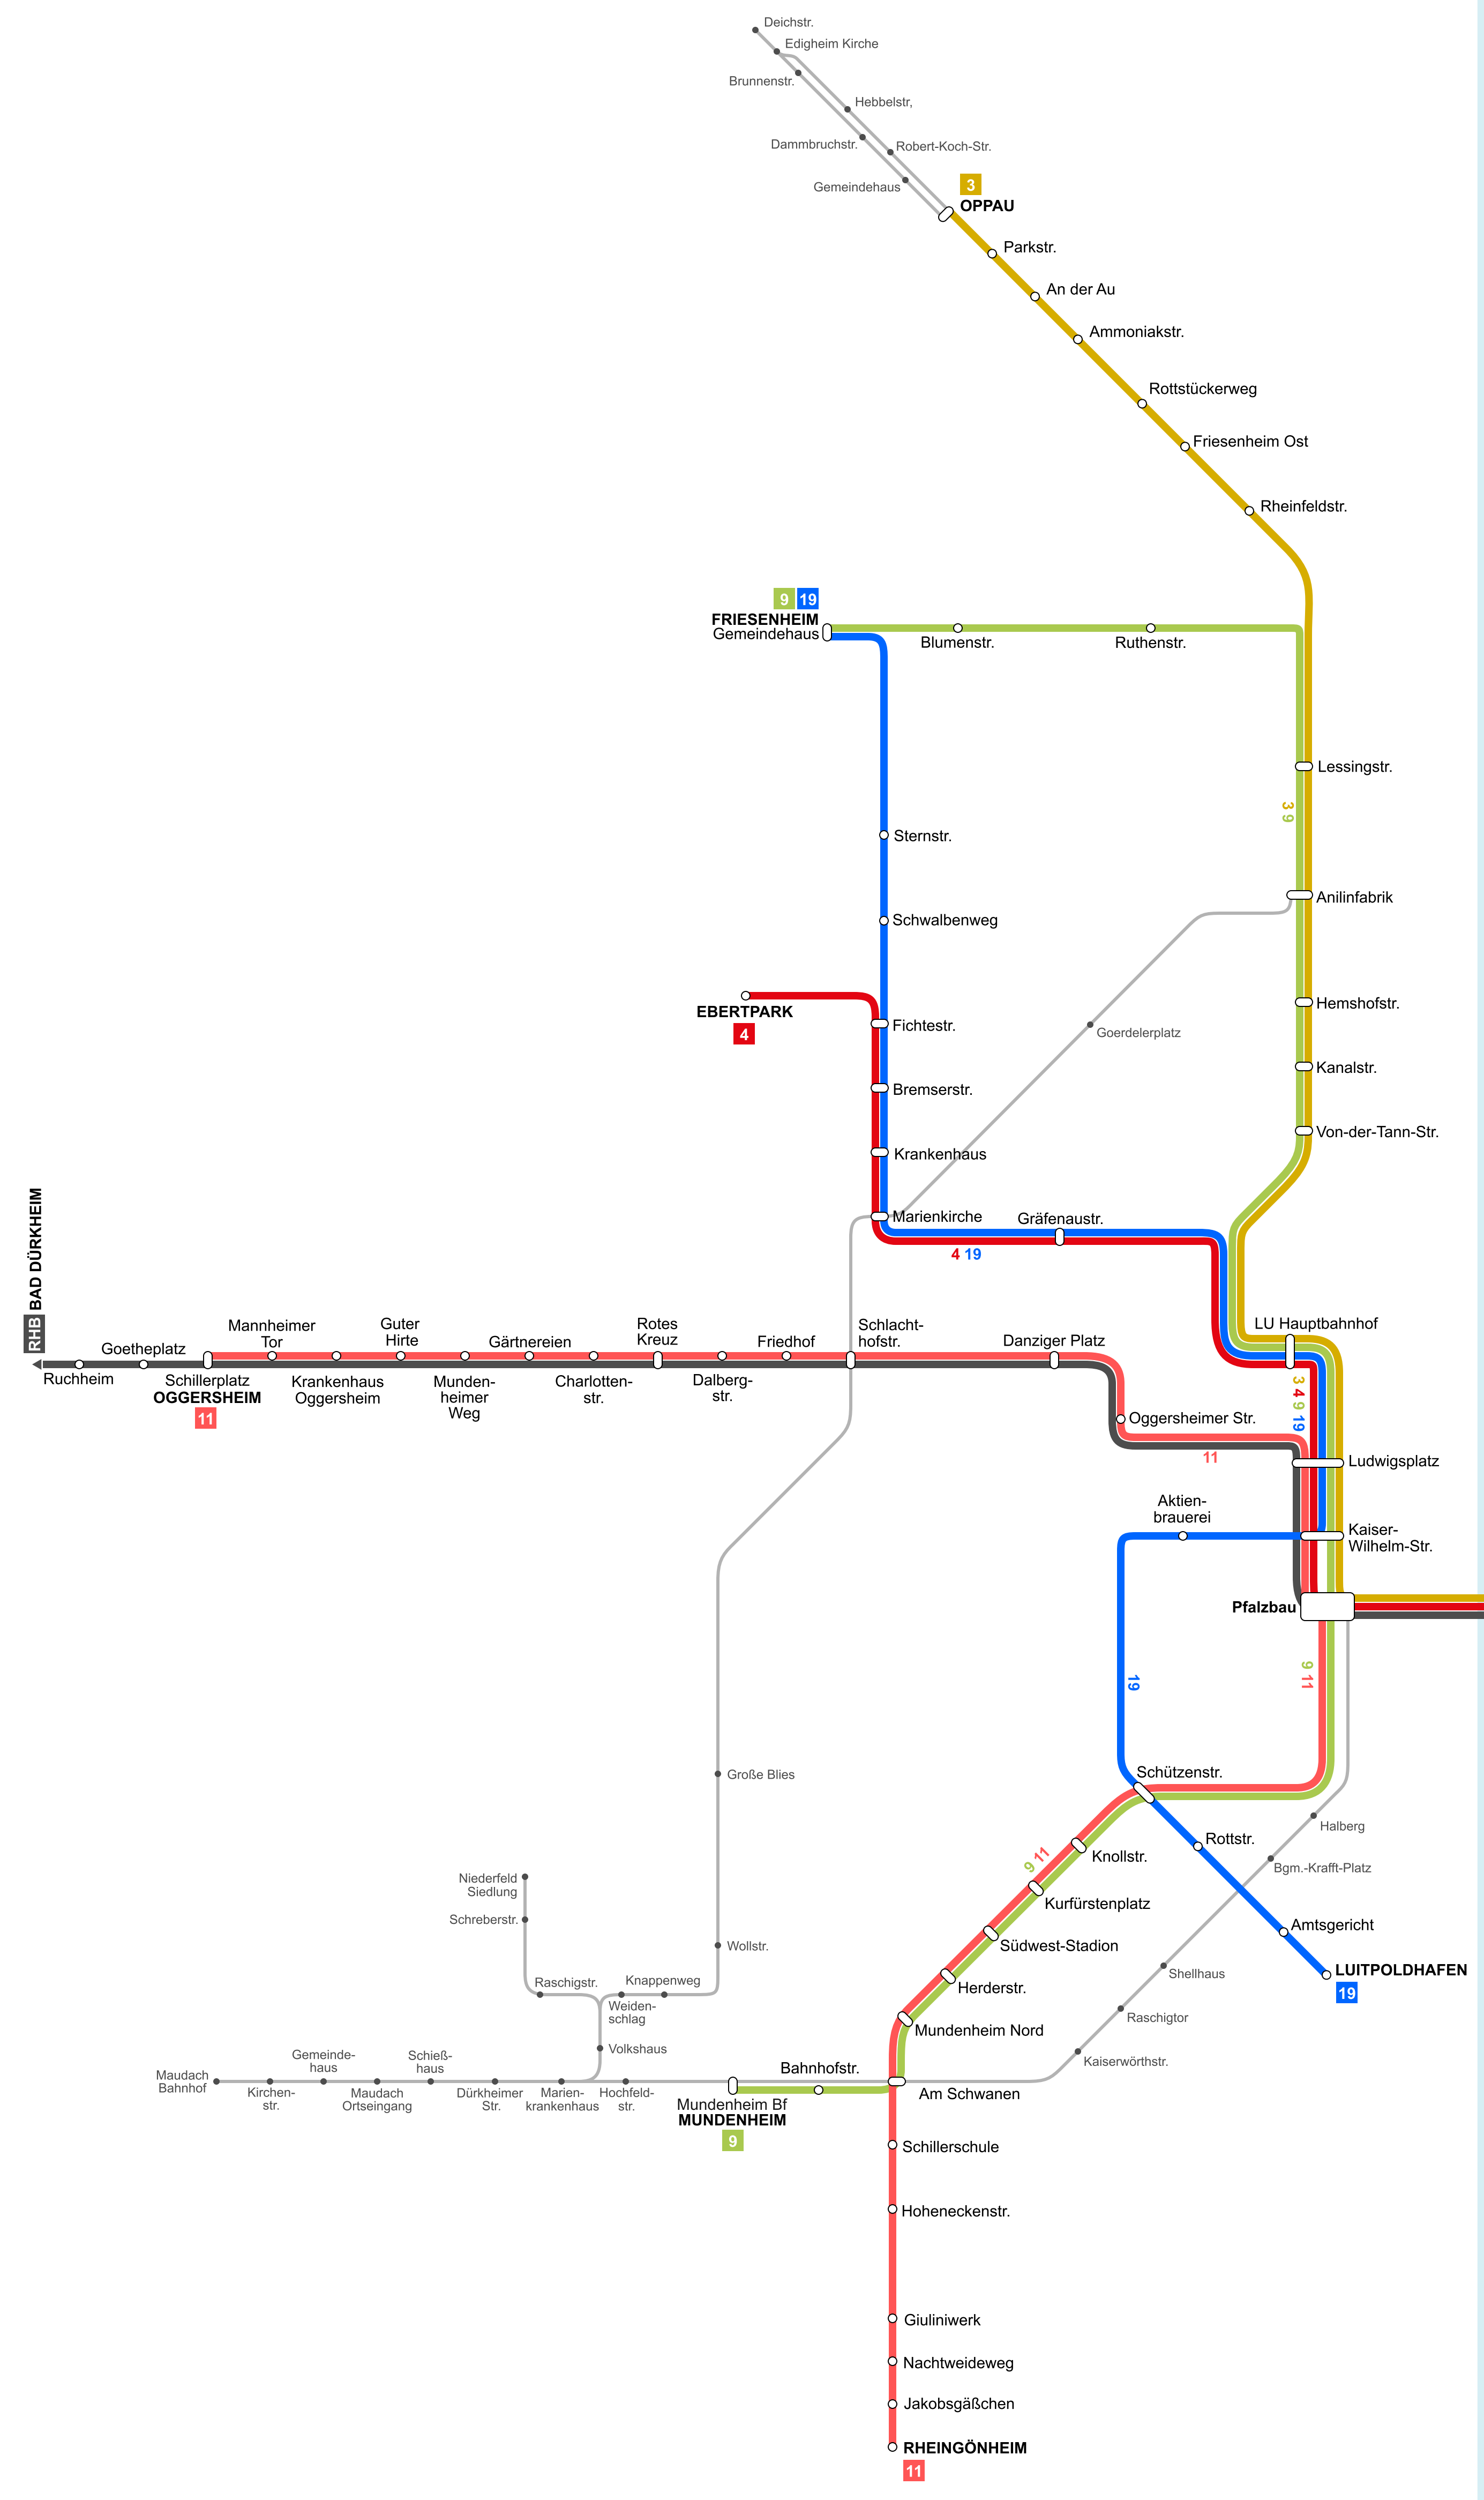 Deichstr.
Edigheim Kirche
Brunnenstr.
Hebbelstr,
Dammbruchstr.
Robert-Koch-Str.
Gemeindehaus
3
OPPAU
Parkstr.
An der Au
Ammoniakstr.
Rottstückerweg
Friesenheim Ost
Rheinfeldstr.
9 19
FRIESENHEIM
Gemeindehaus
Blumenstr.
Ruthenstr.
Lessingstr.
3 9
Sternstr.
Anilinfabrik
Schwalbenweg
EBERTPARK
4
Fichtestr.
Goerdelerplatz
Hemshofstr.
Bremserstr.
Kanalstr.
Krankenhaus
Von-der-Tann-Str.
Marienkirche
Gräfenaustr.
4 19
RHB BAD DÜRKHEIM
Ruchheim
Goetheplatz
Schillerplatz
OGGERSHEIM
11
Mannheimer
Tor
Krankenhaus
Oggersheim
Guter
Hirte
Munden-
heimer
Weg
Gärtnereien
Charlotten-
str.
Rotes
Kreuz
Dalberg-
str.
Friedhof
Schlacht-
hofstr.
Danziger Platz
LU Hauptbahnhof
3 4 9 19
Oggersheimer Str.
11
Ludwigsplatz
Aktien-
brauerei
Kaiser-
Wilhelm-Str.
Pfalzbau
19
9 11
Schützenstr.
Große Blies
Halberg
Rottstr.
Knollstr.
9 11
Bgm.-Krafft-Platz
Niederfeld
Siedlung
Kurfürstenplatz
Schreberstr.
Amtsgericht
Wollstr.
Südwest-Stadion
LUITPOLDHAFEN
19
Shellhaus
Raschigstr.
Knappenweg
Herderstr.
Weiden-
schlag
Raschigtor
Mundenheim Nord
Volkshaus
Kaiserwörthstr.
Maudach
Bahnhof
Kirchen-
str.
Gemeinde-
haus
Maudach
Ortseingang
Schieß-
haus
Dürkheimer
Str.
Marien-
krankenhaus
Hochfeld-
str.
Bahnhofstr.
Am Schwanen
Mundenheim Bf
MUNDENHEIM
9
Schillerschule
Hoheneckenstr.
Giuliniwerk
Nachtweideweg
Jakobsgäßchen
RHEINGÖNHEIM
11